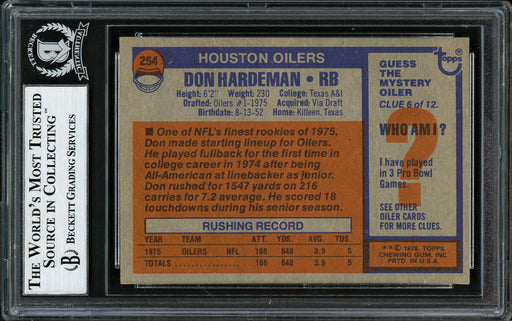 BECKETT
AUTHENTIC
THE WORLD'S MOST TRUSTED
SOURCE IN COLLECTING™
BECKETT GRADING SERVICES
254
HOUSTON OILERS
DON HARDEMAN • RB
Height: 6'2" Weight: 230 College: Texas A&I
Drafted: Oilers #1-1975 Acquired: Via Draft
Birthdate: 8-13-52 Home: Killeen, Texas
One of NFL's finest rookies of 1975,
Don made starting lineup for Oilers.
He played fullback for the first time in
college career in 1974 after being
All-American at linebacker as junior.
Don rushed for 1547 yards on 216
carries for 7.2 average. He scored 18
touchdowns during his senior season.
RUSHING RECORD
YEAR TEAM ATT. YDS. AVG. TDS
1975 OILERS NFL 166 648 3.9 5
TOTALS 166 648 3.9 5
topps
GUESS
THE
MYSTERY
OILER
CLUE 6 of 12.
?
WHO AM I?
I have played
in 3 Pro Bowl
Games.
SEE OTHER
OILER CARDS
FOR MORE CLUES.
** © 1976, TOPPS
CHEWING GUM, INC
PRTD. IN U.S.A.